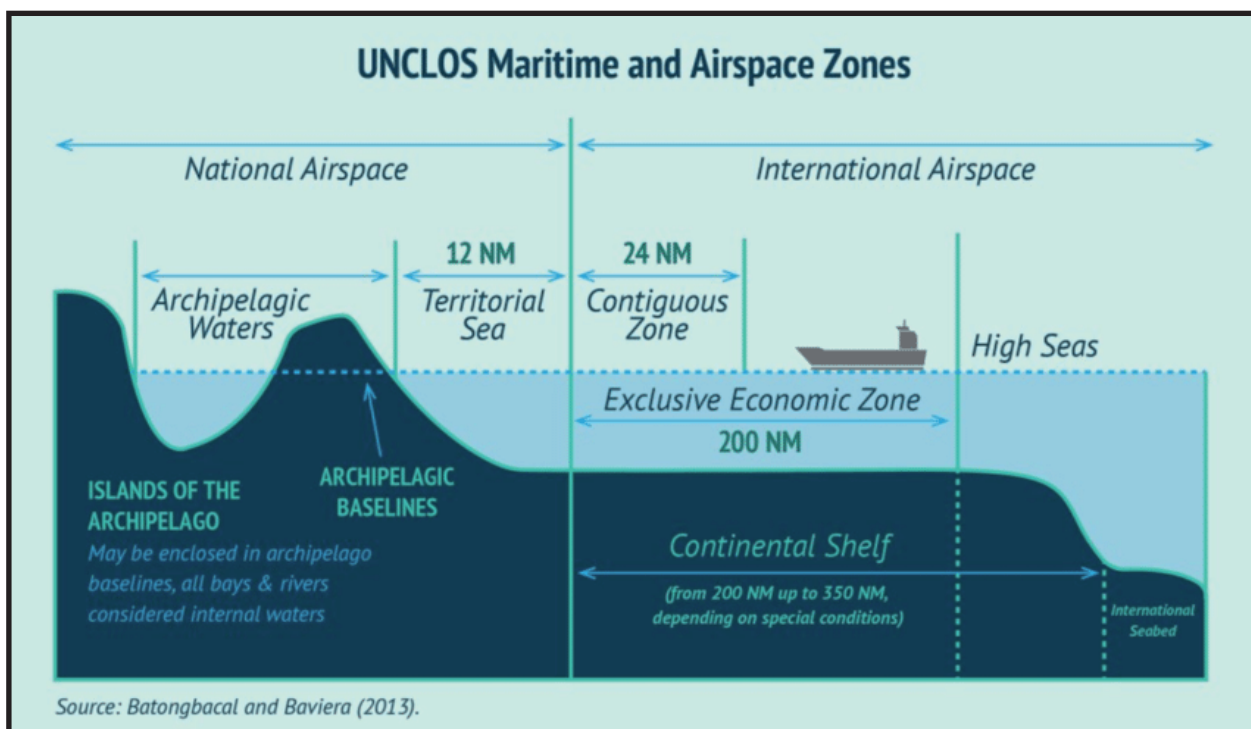 UNCLOS Maritime and Airspace Zones
National Airspace
International Airspace
12 NM
24 NM
Archipelagic
Waters
Territorial
Sea
Contiguous
Zone
High Seas
Exclusive Economic Zone
200 NM
ARCHIPELAGIC
BASELINES
ISLANDS OF THE
ARCHIPELAGO
May be enclosed in archipelago
baselines, all bays & rivers
considered internal waters
Continental Shelf
(from 200 NM up to 350 NM,
depending on special conditions)
International
Seabed
Source: Batongbacal and Baviera (2013).